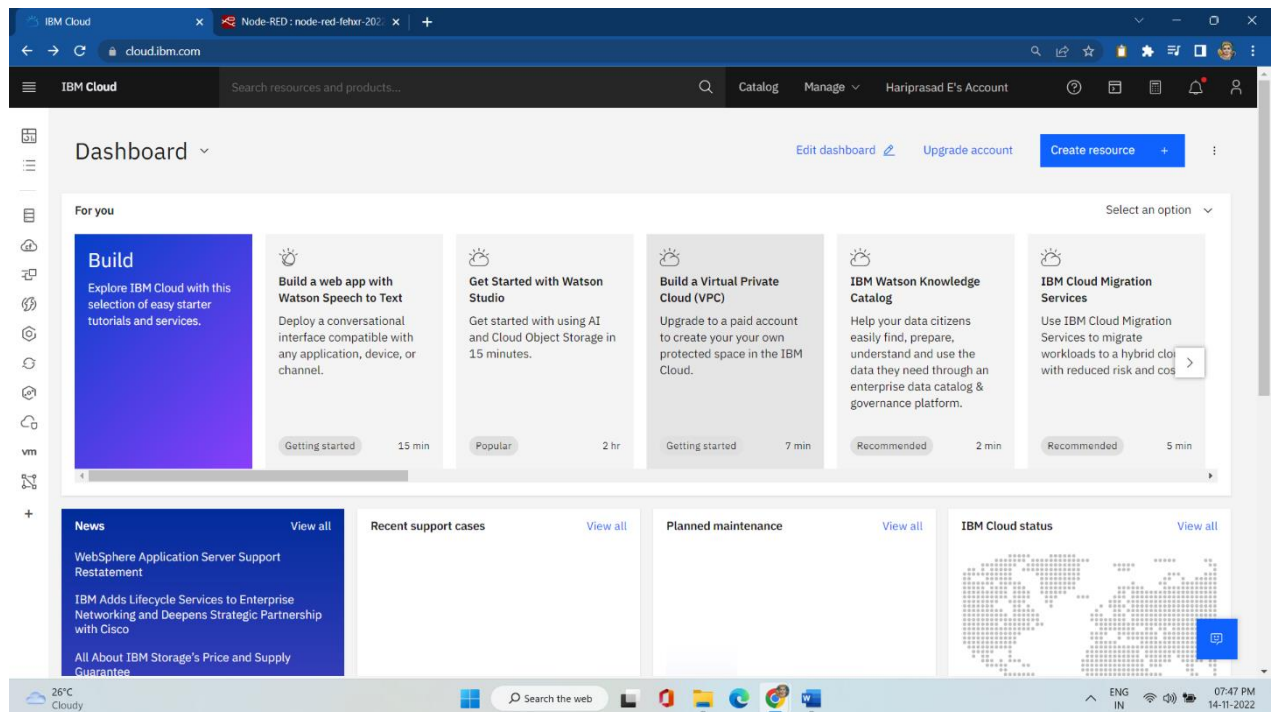 IBM Cloud
Node-RED : node-red-fehxr-202
cloud.ibm.com
IBM Cloud
Search resources and products...
Catalog
Manage
Hariprasad E's Account
Dashboard
Edit dashboard
Upgrade account
Create resource +
For you
Select an option
Build
Explore IBM Cloud with this
selection of easy starter
tutorials and services.
Build a web app with
Watson Speech to Text
Deploy a conversational
interface compatible with
any application, device, or
channel.
Getting started
15 min
Get Started with Watson
Studio
Get started with using AI
and Cloud Object Storage in
15 minutes.
Popular
2 hr
Build a Virtual Private
Cloud (VPC)
Upgrade to a paid account
to create your your own
protected space in the IBM
Cloud.
Getting started
7 min
IBM Watson Knowledge
Catalog
Help your data citizens
easily find, prepare,
understand and use the
data they need through an
enterprise data catalog &
governance platform.
Recommended
2 min
IBM Cloud Migration
Services
Use IBM Cloud Migration
Services to migrate
workloads to a hybrid clou
with reduced risk and cos
Recommended
5 min
vm
News
View all
WebSphere Application Server Support
Restatement
IBM Adds Lifecycle Services to Enterprise
Networking and Deepens Strategic Partnership
with Cisco
All About IBM Storage's Price and Supply
Guarantee
Recent support cases
View all
Planned maintenance
View all
IBM Cloud status
View all
26°C
Cloudy
Search the web
ENG
IN
07:47 PM
14-11-2022